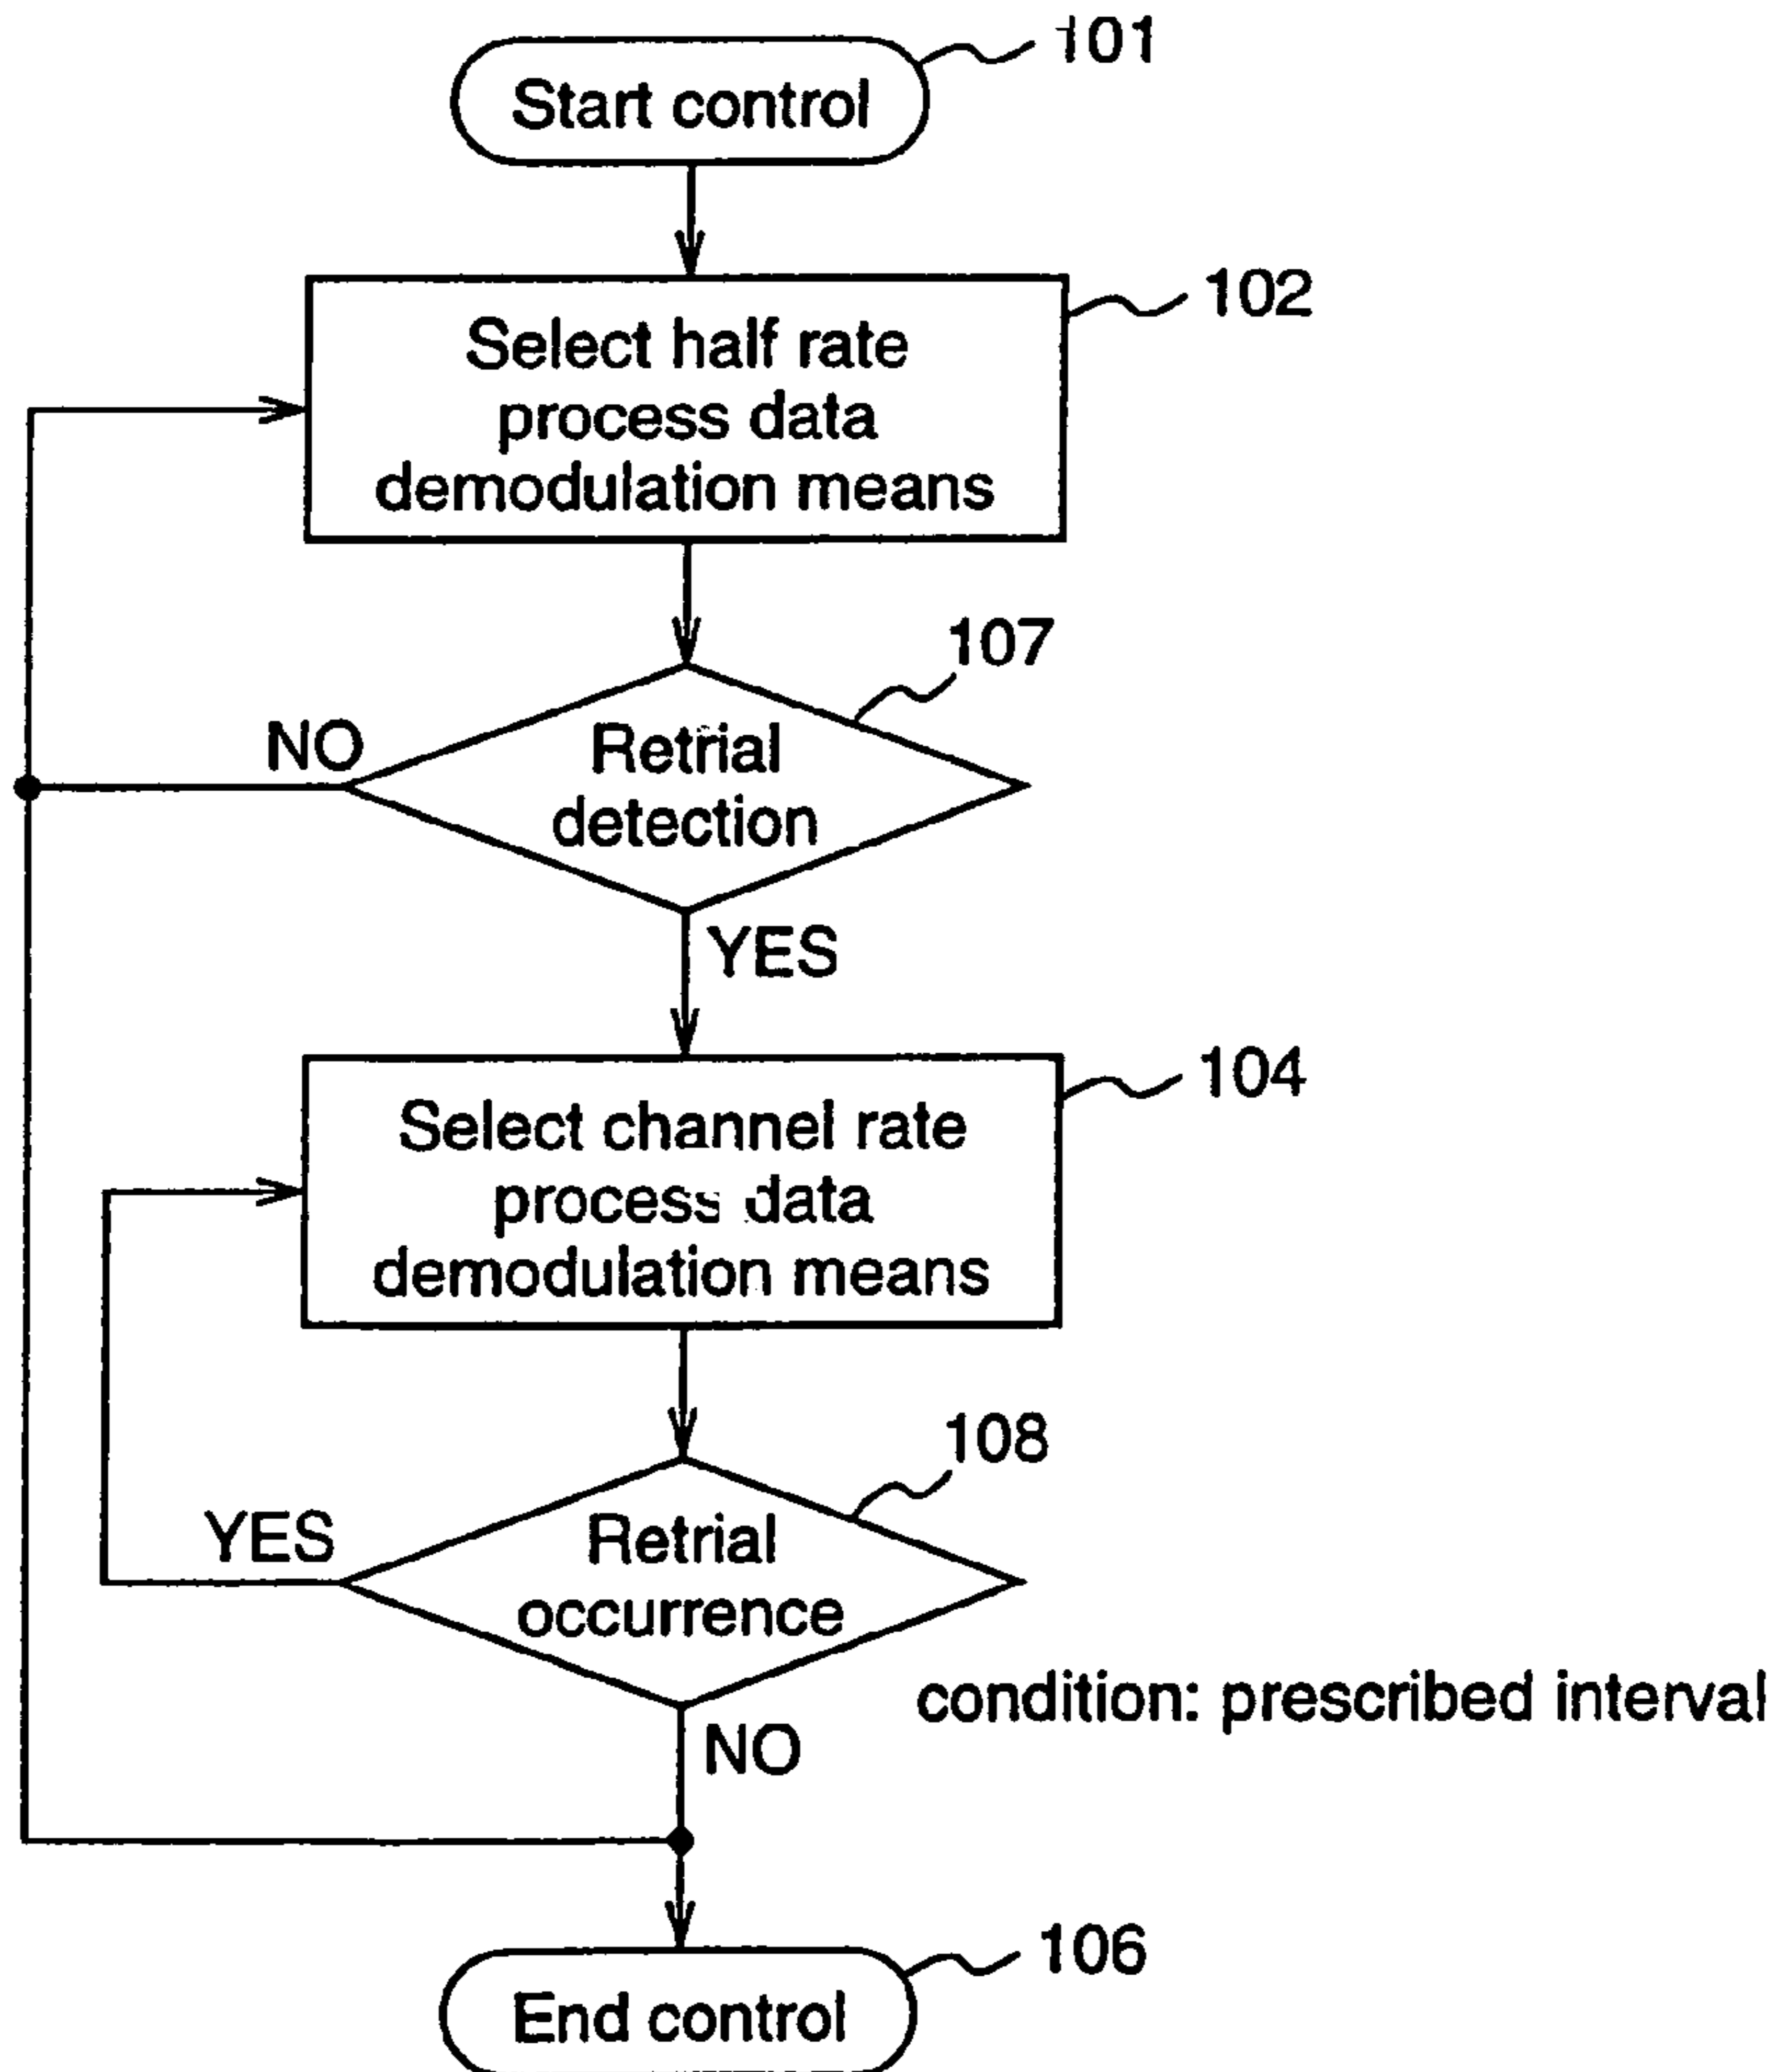 101
Start control
102
Select half rate
process data
demodulation means
107
NO
Retrial
detection
YES
104
Select channel rate
process data
demodulation means
108
YES
Retrial
occurrence
condition: prescribed interval
NO
106
End control